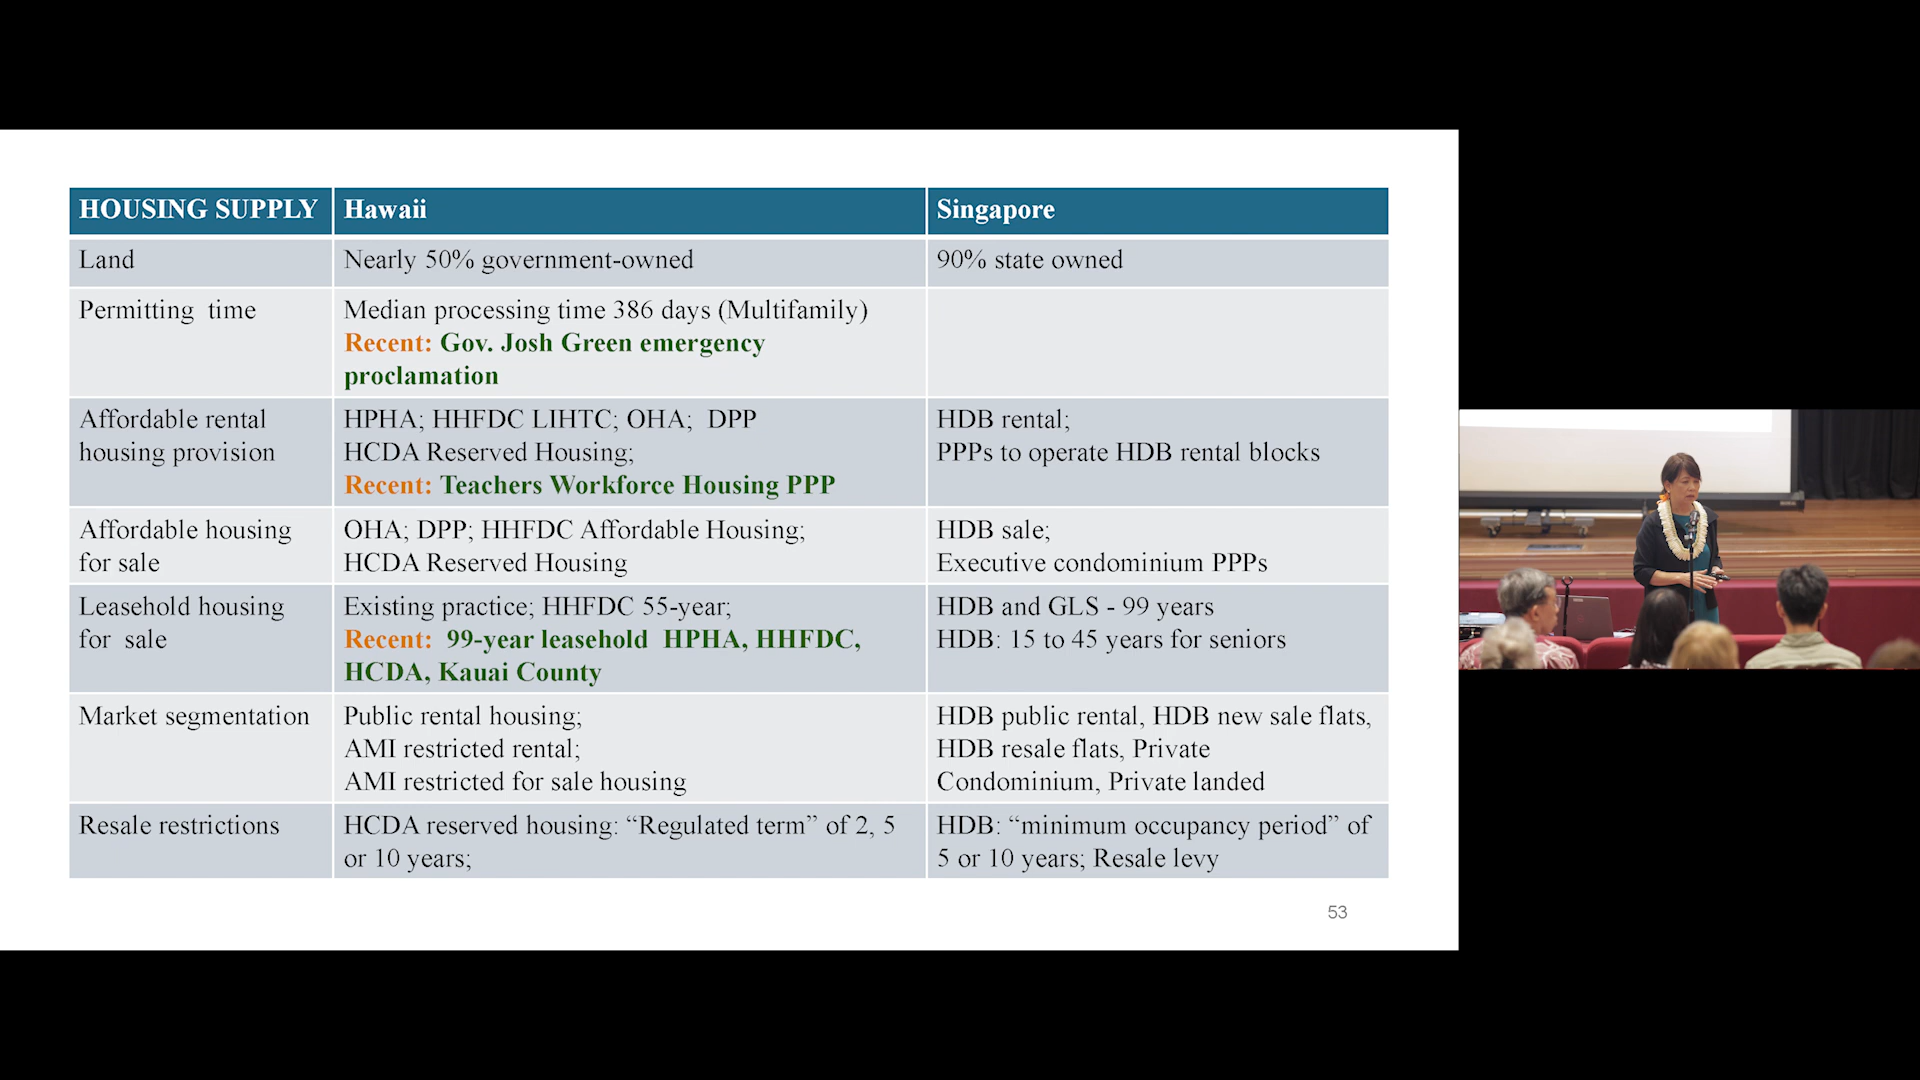 HOUSING SUPPLY Hawaii Singapore
Land Nearly 50% government-owned 90% state owned
Permitting time Median processing time 386 days (Multifamily)
Recent: Gov. Josh Green emergency
proclamation
Affordable rental HPHA; HHFDC LIHTC; OHA; DPP HDB rental;
housing provision HCDA Reserved Housing; PPPs to operate HDB rental blocks
Recent: Teachers Workforce Housing PPP
Affordable housing OHA; DPP; HHFDC Affordable Housing; HDB sale;
for sale HCDA Reserved Housing Executive condominium PPPs
Leasehold housing Existing practice; HHFDC 55-year; HDB and GLS - 99 years
for sale Recent: 99-year leasehold HPHA, HHFDC, HDB: 15 to 45 years for seniors
HCDA, Kauai County
Market segmentation Public rental housing; HDB public rental, HDB new sale flats,
AMI restricted rental; HDB resale flats, Private
AMI restricted for sale housing Condominium, Private landed
Resale restrictions HCDA reserved housing: “Regulated term” of 2, 5 HDB: “minimum occupancy period” of
or 10 years; 5 or 10 years; Resale levy
53